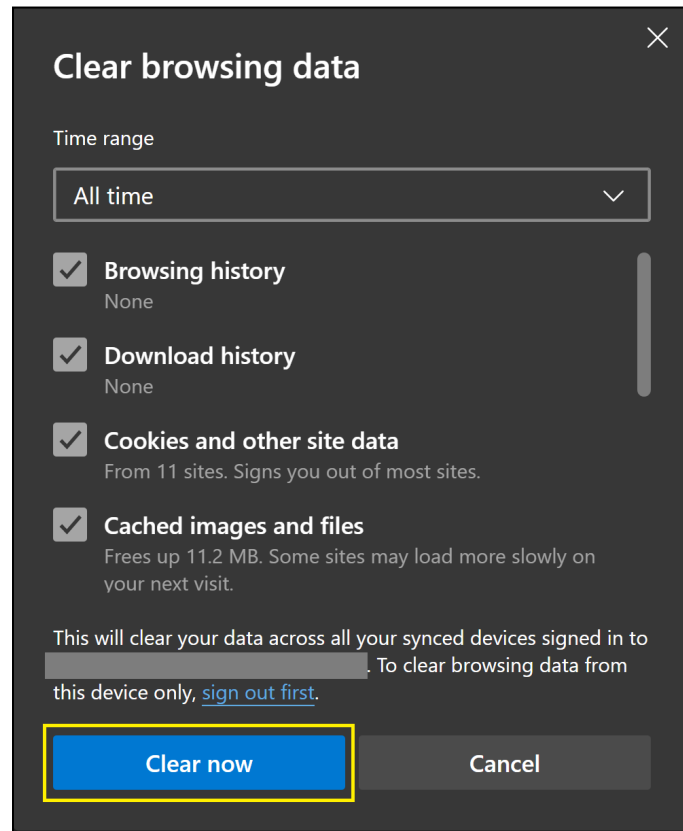 Clear browsing data
Time range
All time
Browsing history
None
Download history
None
Cookies and other site data
From 11 sites. Signs you out of most sites.
Cached images and files
Frees up 11.2 MB. Some sites may load more slowly on
your next visit.
This will clear your data across all your synced devices signed in to
. To clear browsing data from
this device only, sign out first.
Clear now
Cancel